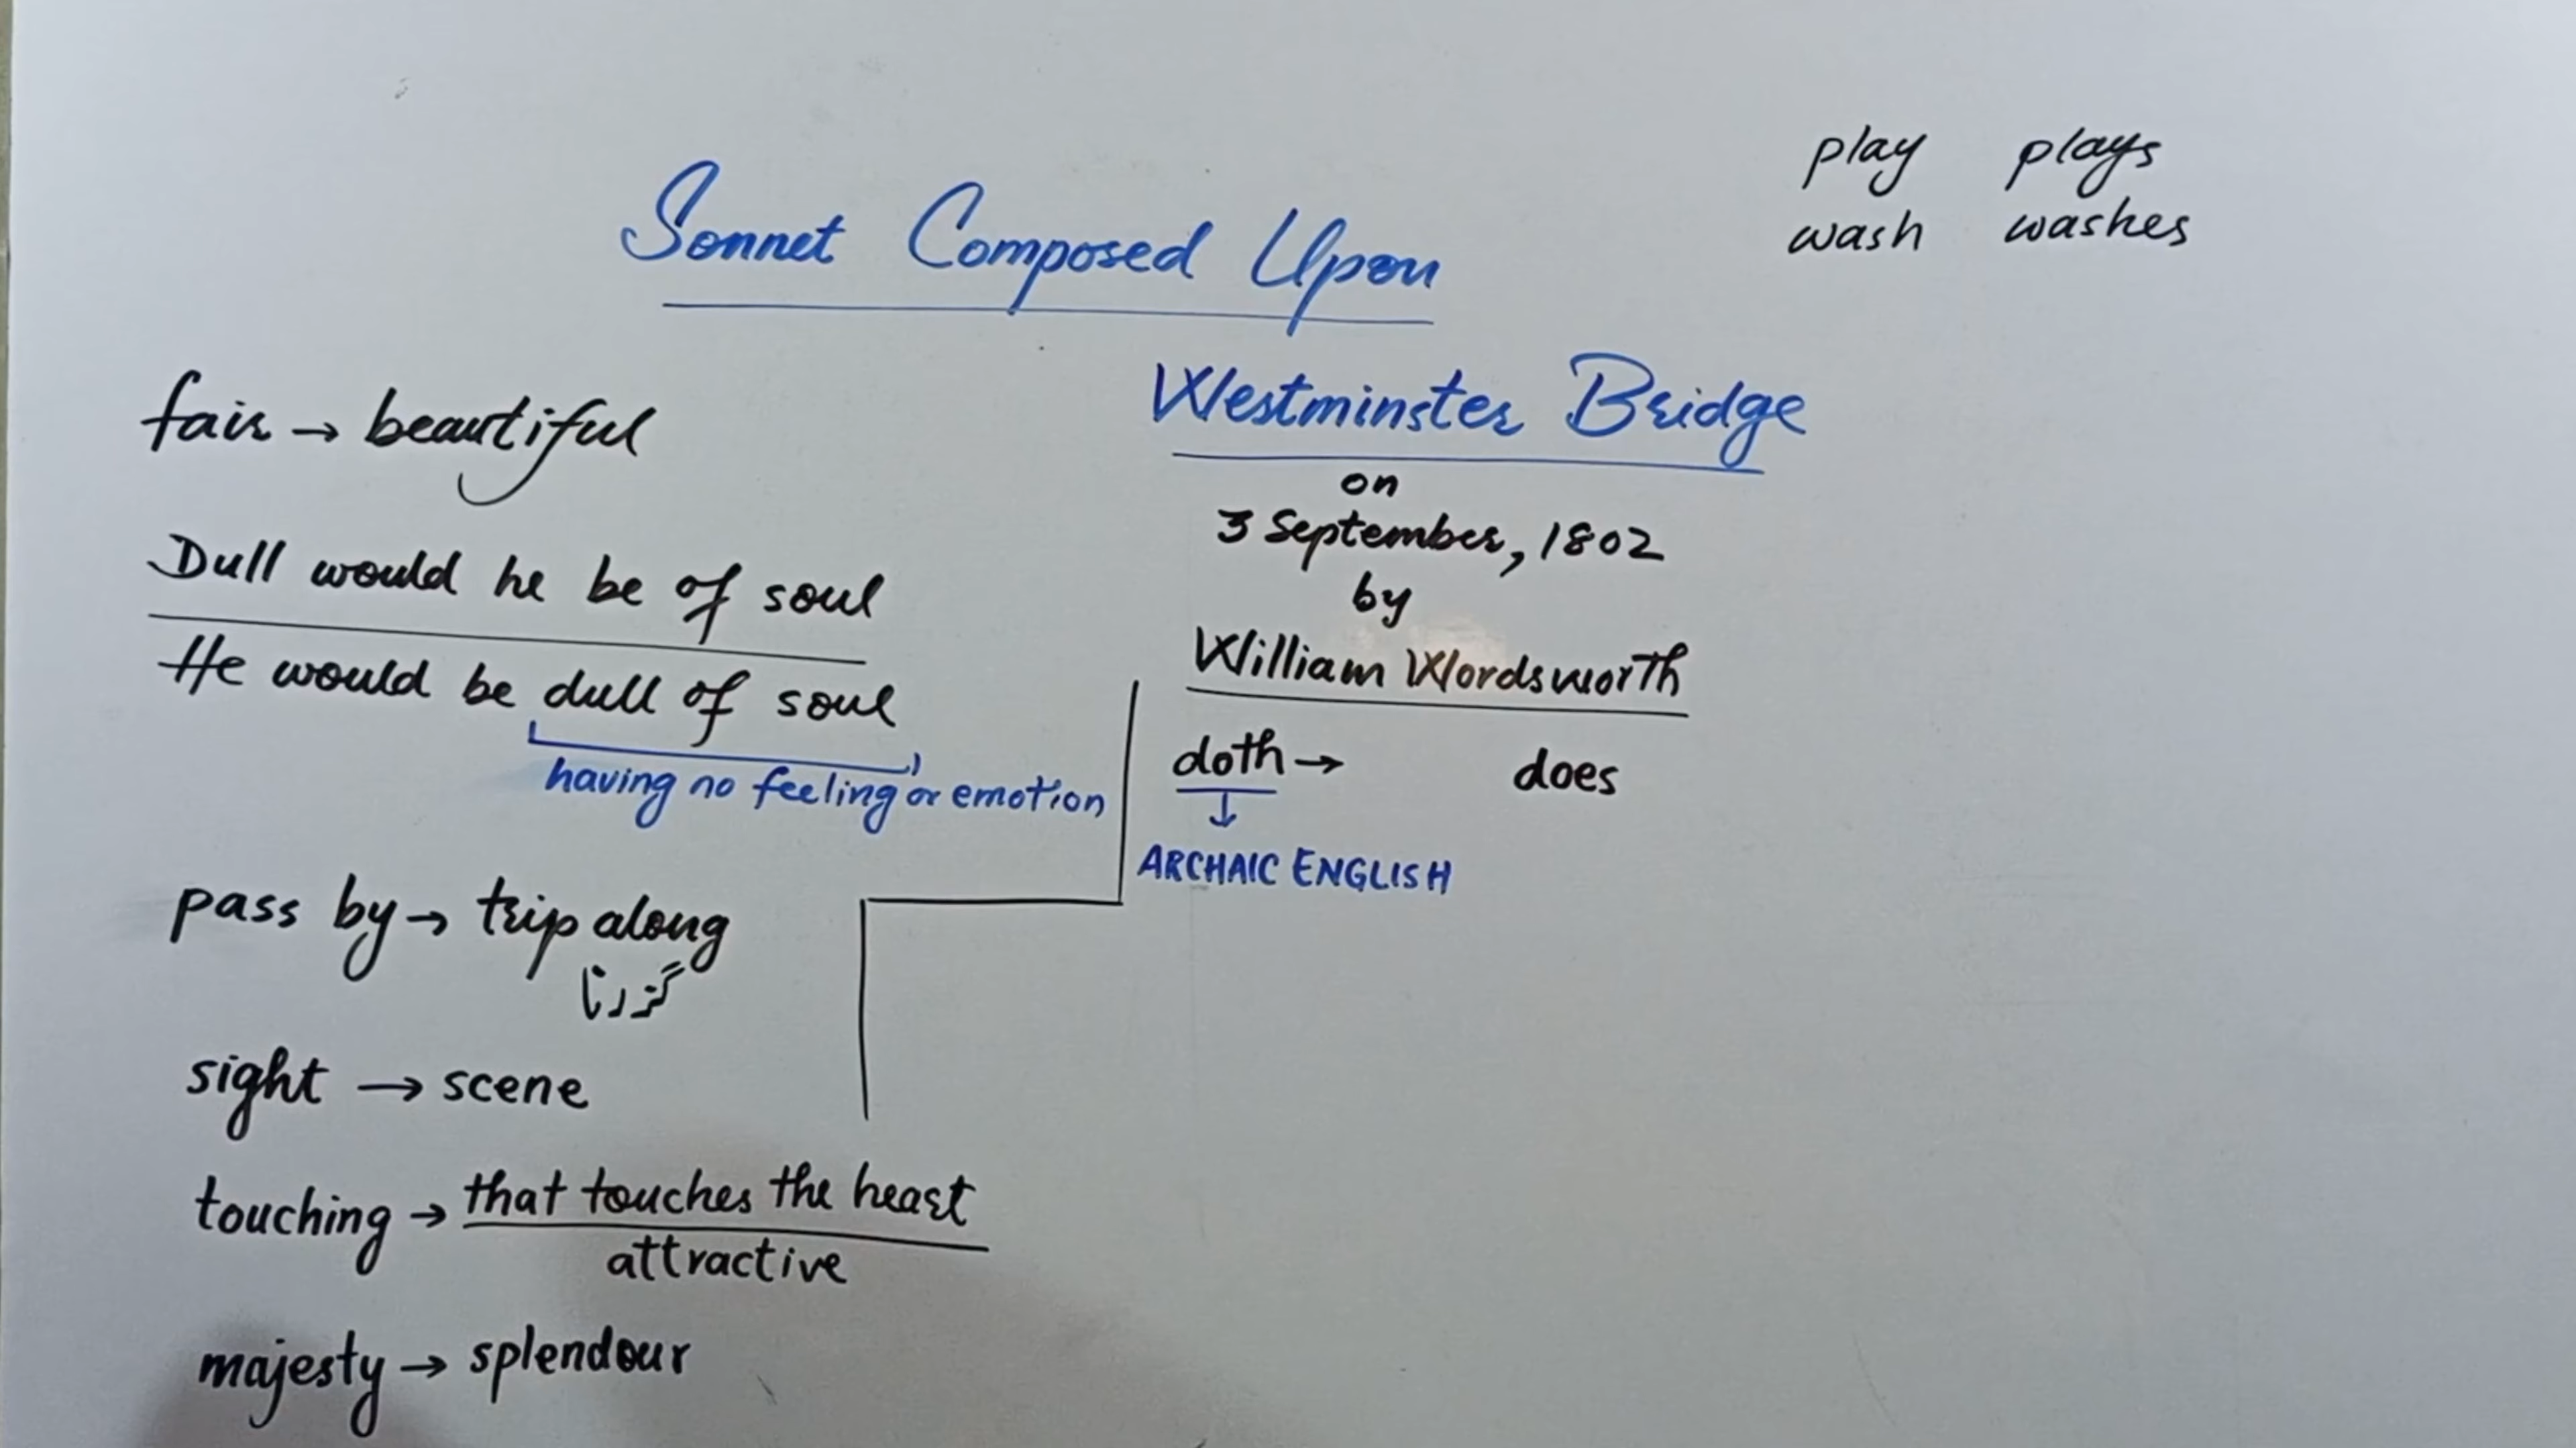 play plays
wash washes
Sonnet Composed Upon
Westminster Bridge
on
3 September, 1802
by
William Wordsworth
fair → beautiful
Dull would he be of soul
He would be dull of soul
having no feeling or emotion
doth → does
↓
ARCHAIC ENGLISH
pass by → trip along
گزرنا
sight → scene
touching → that touches the heart
attractive
majesty → splendour